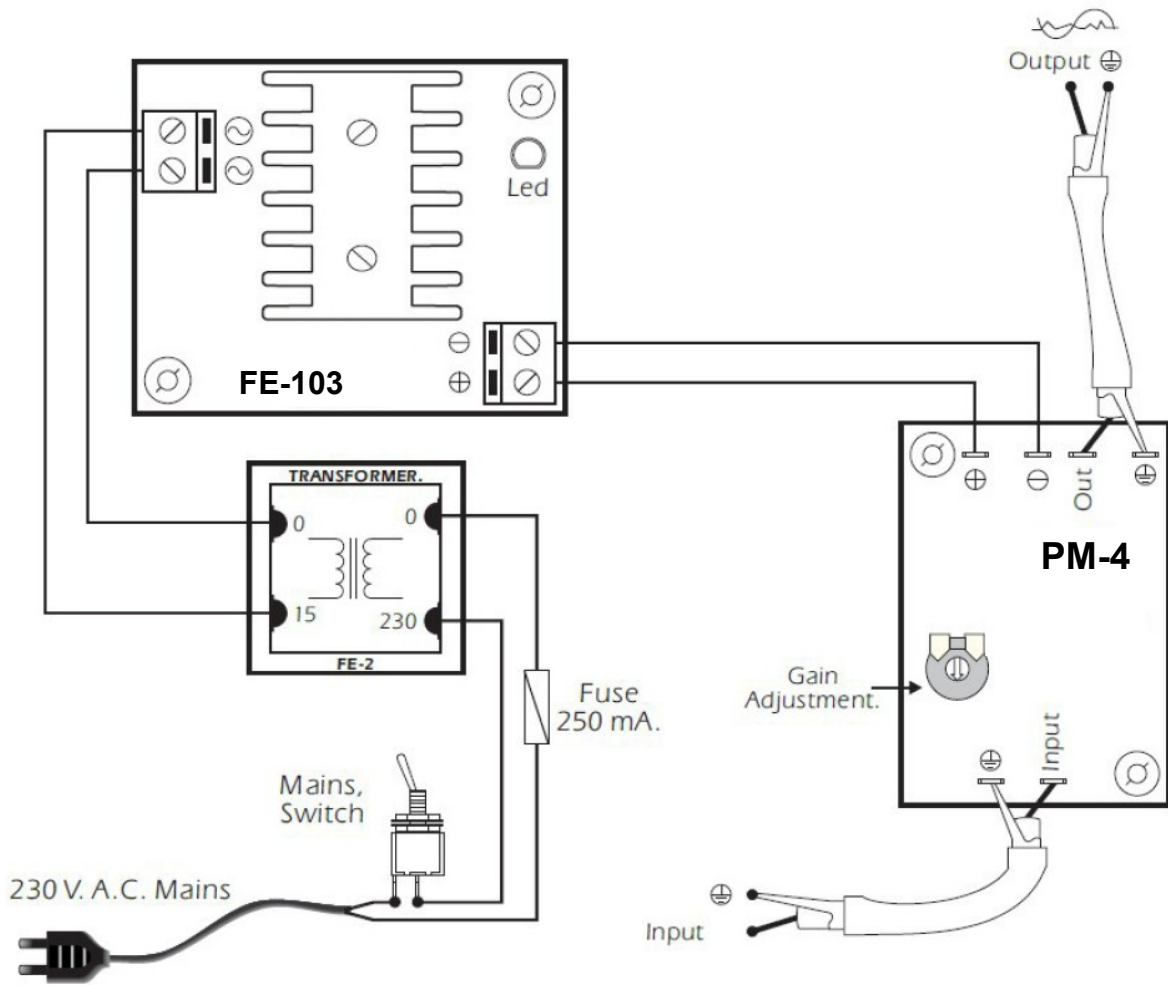 Output
Led
FE-103
TRANSFORMER.
0
0
15
230
FE-2
Out
PM-4
Gain
Adjustment.
Fuse
250 mA.
Input
Mains,
Switch
230 V. A.C. Mains
Input